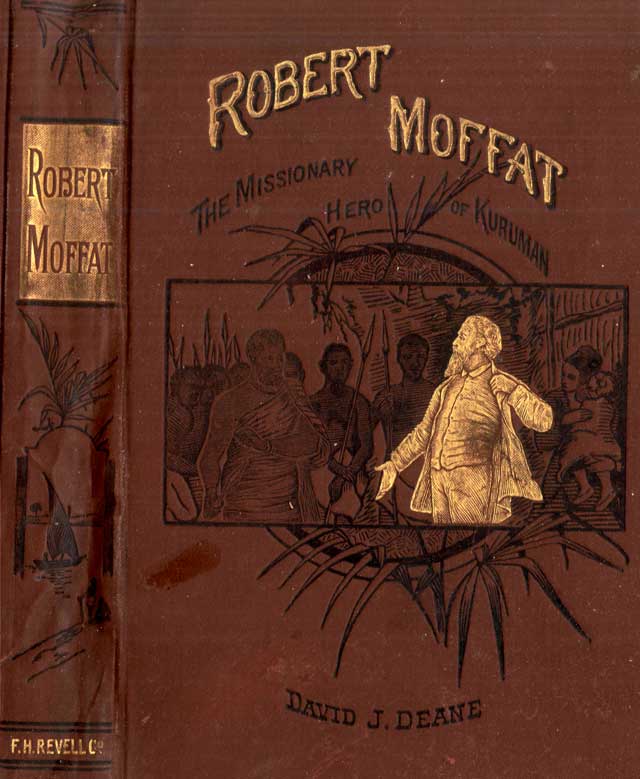 ROBERT
MOFFAT
F.H. REVELL Co
ROBERT
MOFFAT
THE MISSIONARY
HERO OF KURUMAN
DAVID J. DEANE